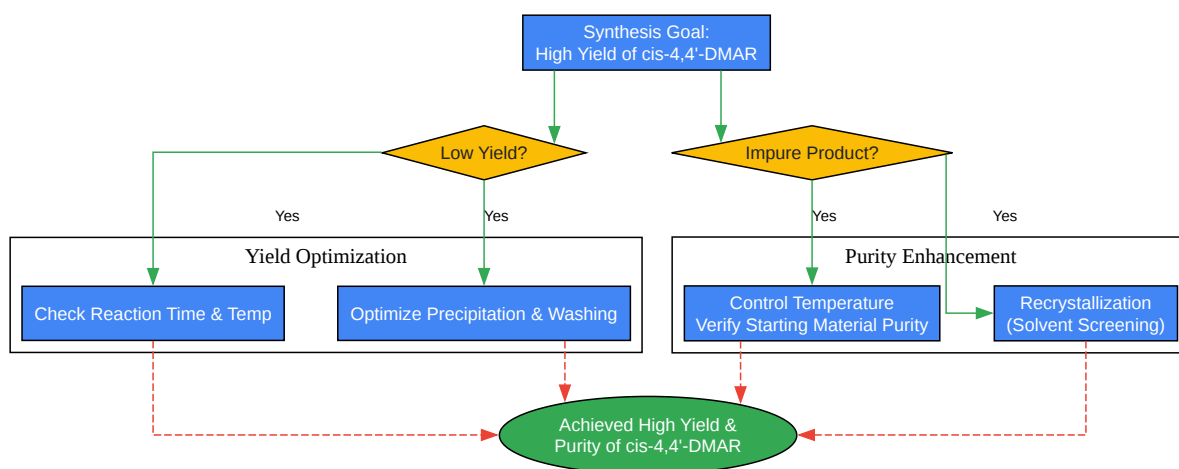 Synthesis Goal:
High Yield of cis-4,4'-DMAR
Low Yield?
Impure Product?
Yes
Yes
Yes
Yes
Yield Optimization
Purity Enhancement
Check Reaction Time & Temp
Optimize Precipitation & Washing
Control Temperature
Verify Starting Material Purity
Recrystallization
(Solvent Screening)
Achieved High Yield &
Purity of cis-4,4'-DMAR